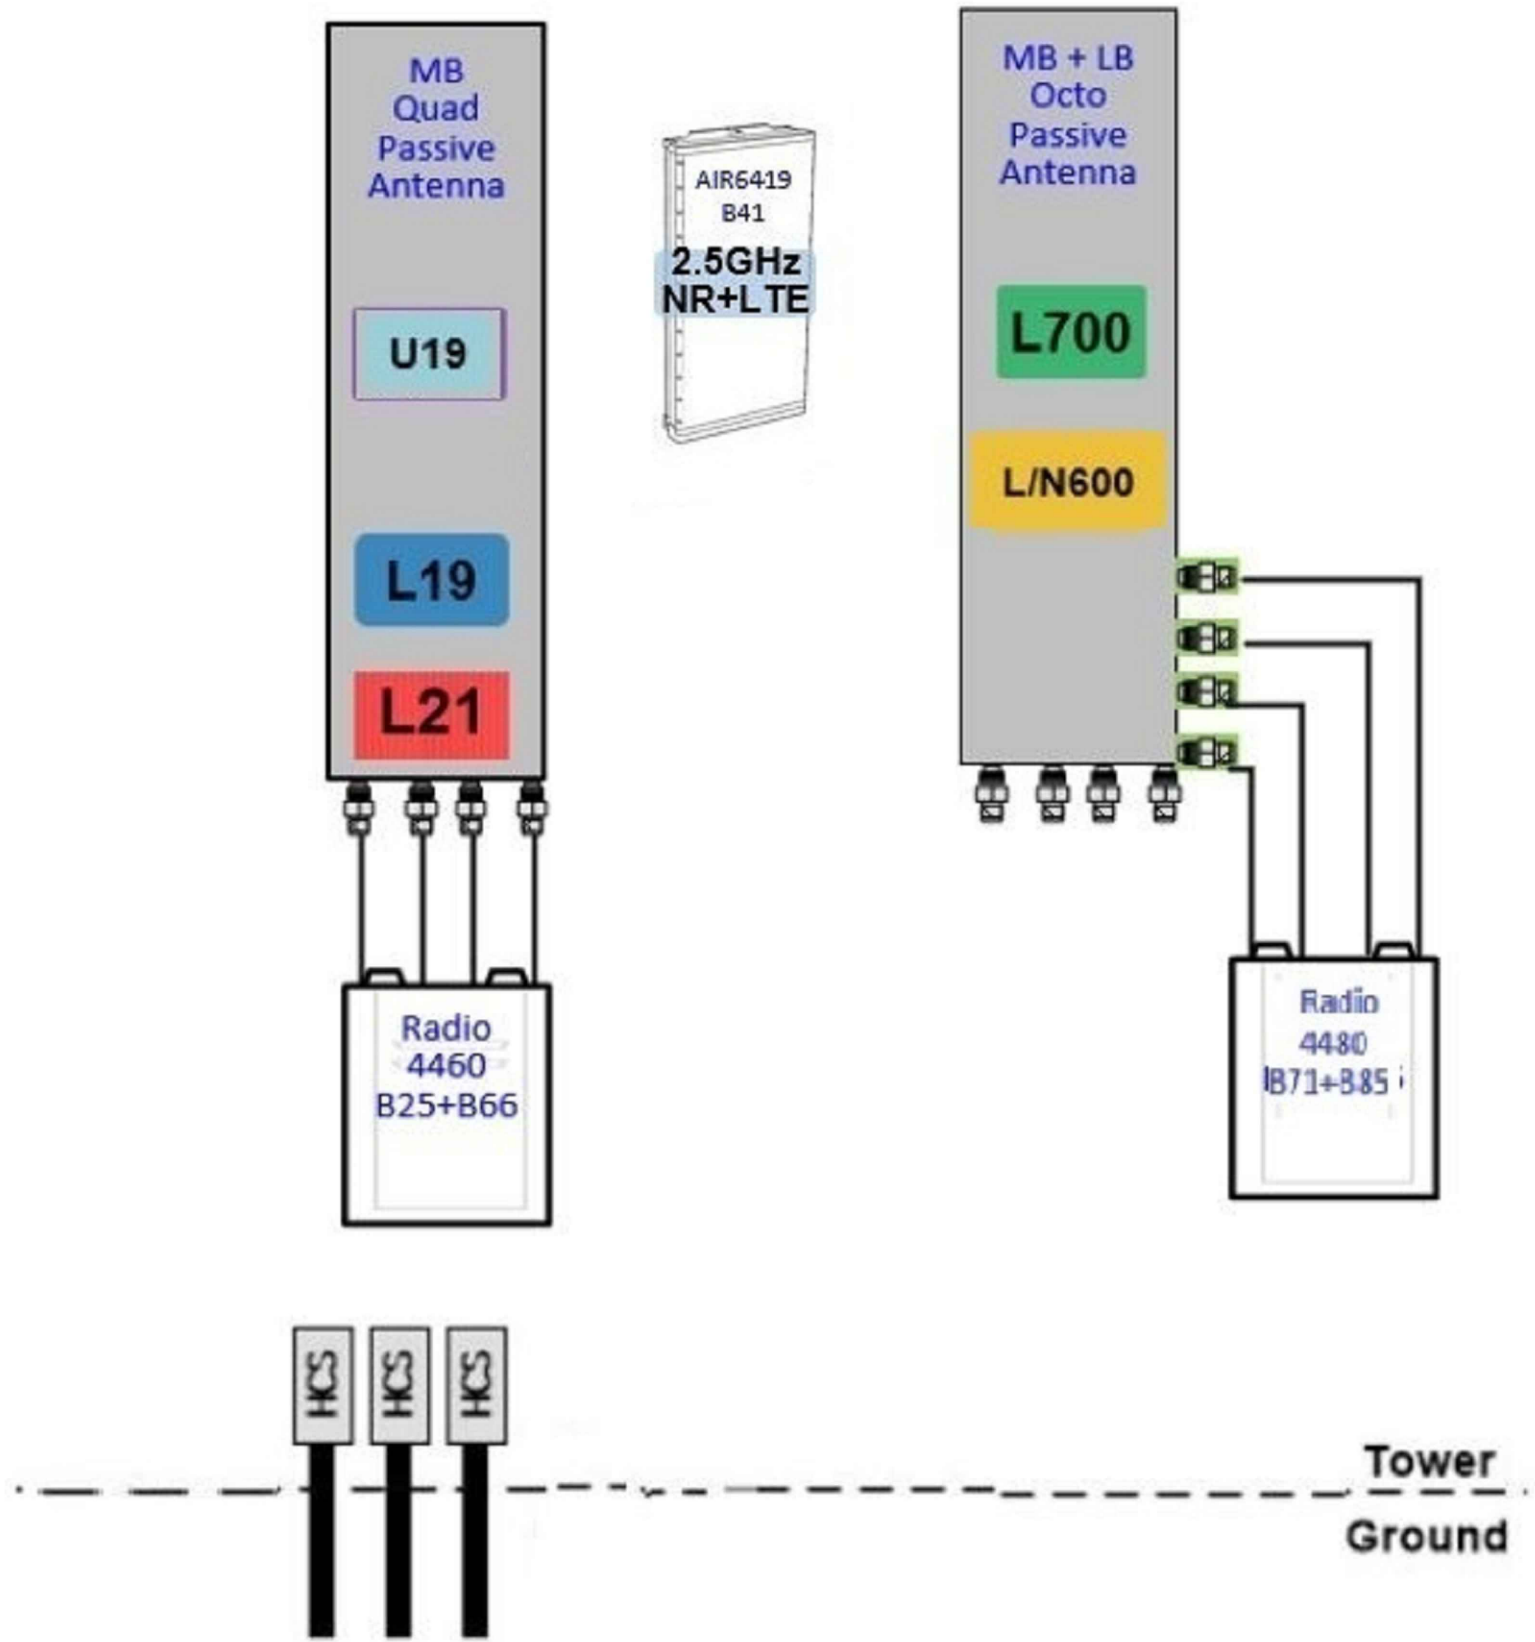 MB
Quad
Passive
Antenna
U19
L19
L21
AIR6419
B41
2.5GHz
NR+LTE
MB + LB
Octo
Passive
Antenna
L700
L/N600
Radio
4460
B25+B66
Radio
4480
B71+B85
HCS
HCS
HCS
Tower
Ground